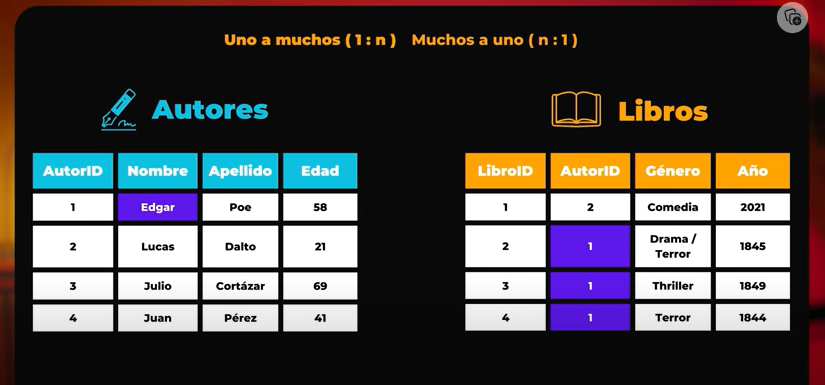 Uno a muchos ( 1 : n ) Muchos a uno ( n : 1 )
Autores
AutorID Nombre Apellido Edad
1 Edgar Poe 58
2 Lucas Dalto 21
3 Julio Cortázar 69
4 Juan Pérez 41
Libros
LibroID AutorID Género Año
1 2 Comedia 2021
2 1 Drama / Terror 1845
3 1 Thriller 1849
4 1 Terror 1844